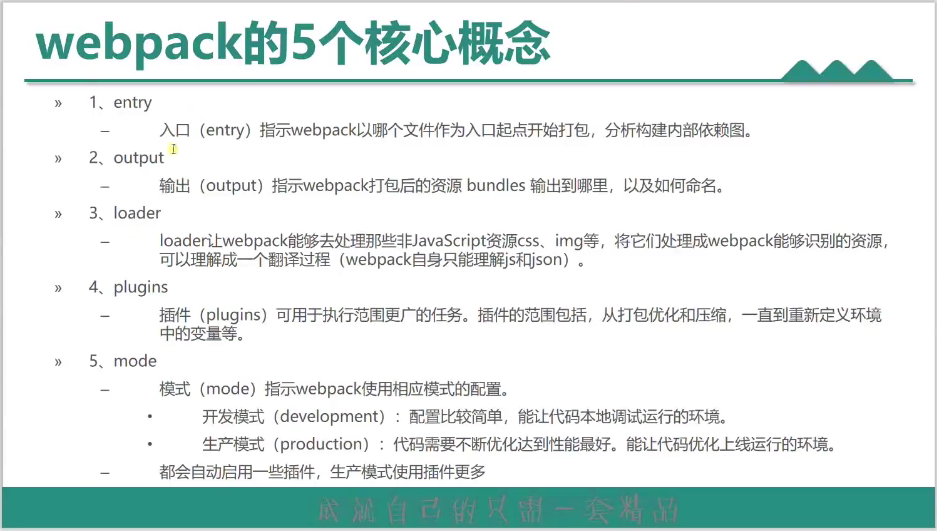 webpack的5个核心概念
» 1、entry
– 入口（entry）指示webpack以哪个文件作为入口起点开始打包，分析构建内部依赖图。
» 2、output
– 输出（output）指示webpack打包后的资源 bundles 输出到哪里，以及如何命名。
» 3、loader
– loader让webpack能够去处理那些非JavaScript资源css、img等，将它们处理成webpack能够识别的资源，
可以理解成一个翻译过程（webpack自身只能理解js和json）。
» 4、plugins
– 插件（plugins）可用于执行范围更广的任务。插件的范围包括，从打包优化和压缩，一直到重新定义环境
中的变量等。
» 5、mode
– 模式（mode）指示webpack使用相应模式的配置。
• 开发模式（development）：配置比较简单，能让代码本地调试运行的环境。
• 生产模式（production）：代码需要不断优化达到性能最好。能让代码优化上线运行的环境。
– 都会自动启用一些插件，生产模式使用插件更多
成就自己的只需一套精品